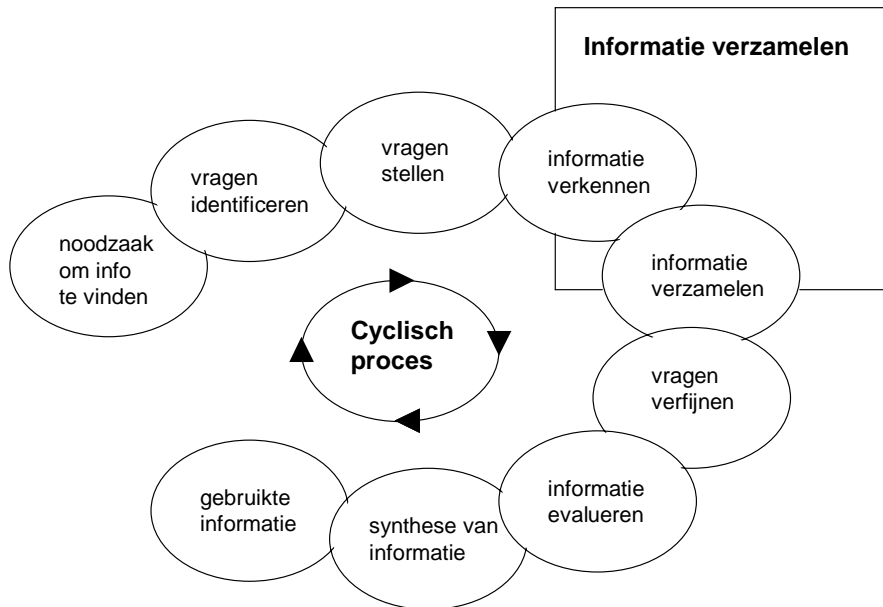 Informatie verzamelen
noodzaak
om info
te vinden
vragen
identificeren
vragen
stellen
informatie
verkennen
informatie
verzamelen
vragen
verfijnen
informatie
evalueren
synthese van
informatie
gebruikte
informatie
Cyclisch
proces